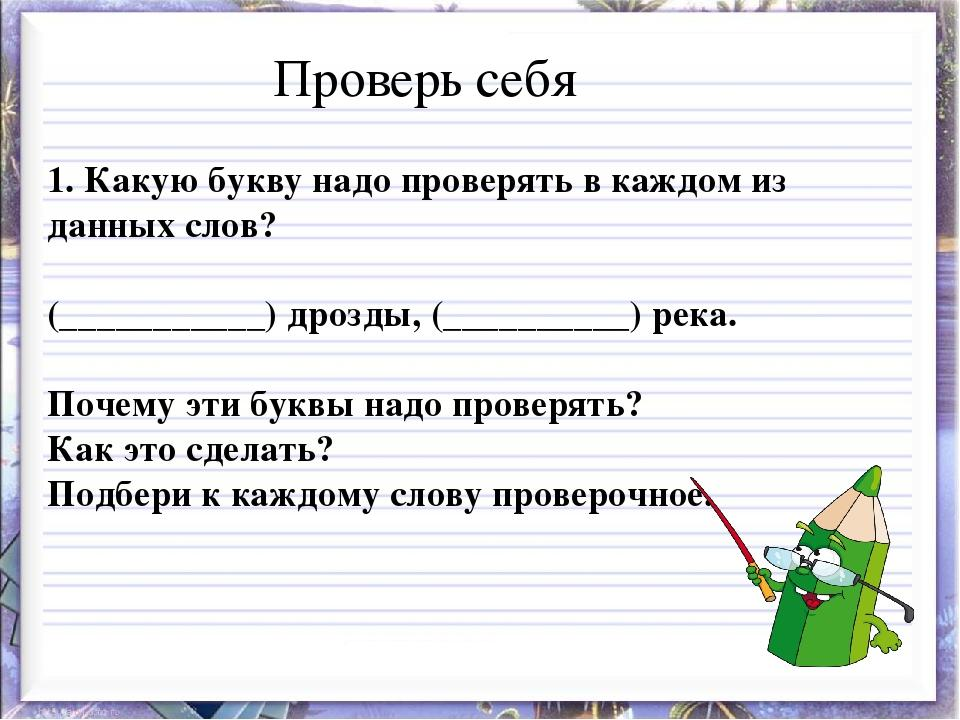 Проверь себя
1. Какую букву надо проверять в каждом из
данных слов?
(___________) дрозды, (__________) река.
Почему эти буквы надо проверять?
Как это сделать?
Подбери к каждому слову проверочное.